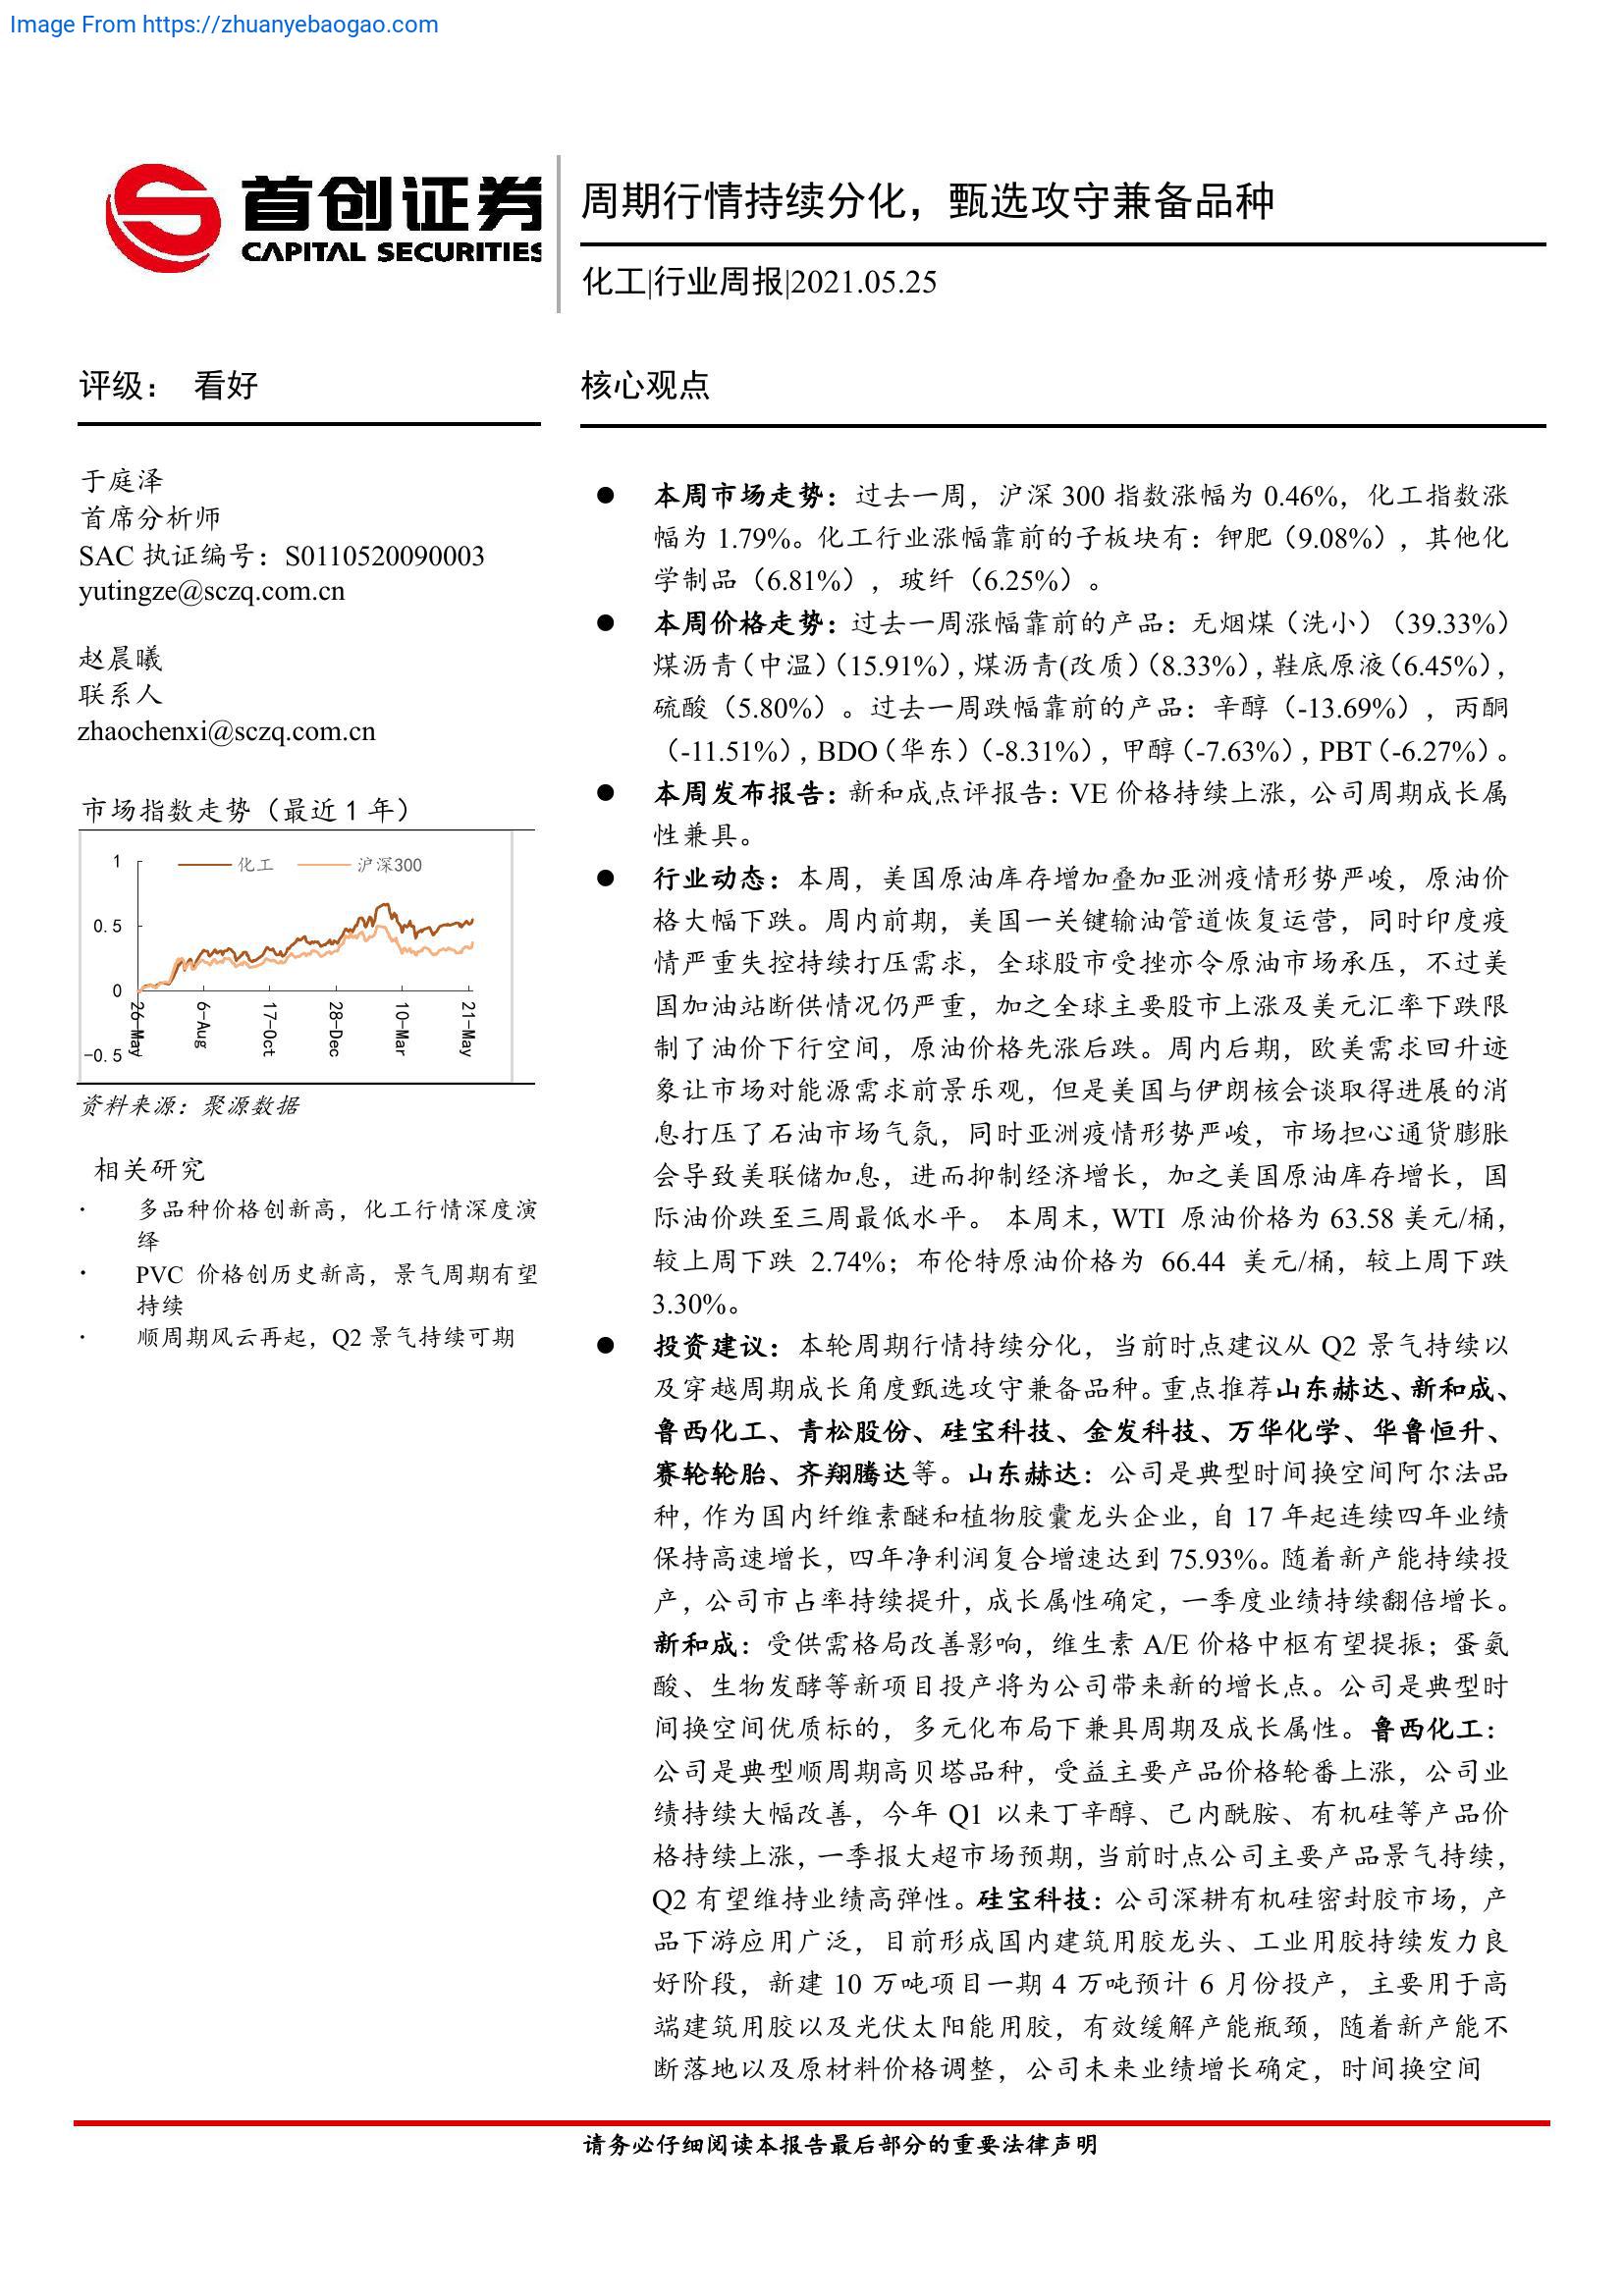 Image From https://zhuanyebaogao.com
首创证券
CAPITAL SECURITIES
周期行情持续分化，甄选攻守兼备品种
化工|行业周报|2021.05.25
评级： 看好
于庭泽
首席分析师
SAC 执证编号：S0110520090003
yutingze@sczq.com.cn
赵晨曦
联系人
zhaochenxi@sczq.com.cn
市场指数走势（最近 1 年）
化工 沪深300
1
0.5
0
-0.5
26-May 6-Aug 17-Oct 28-Dec 10-Mar 21-May
资料来源：聚源数据
相关研究
· 多品种价格创新高，化工行情深度演
绎
· PVC 价格创历史新高，景气周期有望
持续
· 顺周期风云再起，Q2 景气持续可期
核心观点
● 本周市场走势：过去一周，沪深 300 指数涨幅为 0.46%，化工指数涨
幅为 1.79%。化工行业涨幅靠前的子板块有：钾肥（9.08%），其他化
学制品（6.81%），玻纤（6.25%）。
● 本周价格走势：过去一周涨幅靠前的产品：无烟煤（洗小）（39.33%）
煤沥青（中温）（15.91%），煤沥青(改质）（8.33%），鞋底原液（6.45%），
硫酸（5.80%）。过去一周跌幅靠前的产品：辛醇（-13.69%），丙酮
（-11.51%），BDO（华东）（-8.31%），甲醇（-7.63%），PBT（-6.27%）。
● 本周发布报告：新和成点评报告：VE 价格持续上涨，公司周期成长属
性兼具。
● 行业动态：本周，美国原油库存增加叠加亚洲疫情形势严峻，原油价
格大幅下跌。周内前期，美国一关键输油管道恢复运营，同时印度疫
情严重失控持续打压需求，全球股市受挫亦令原油市场承压，不过美
国加油站断供情况仍严重，加之全球主要股市上涨及美元汇率下跌限
制了油价下行空间，原油价格先涨后跌。周内后期，欧美需求回升迹
象让市场对能源需求前景乐观，但是美国与伊朗核会谈取得进展的消
息打压了石油市场气氛，同时亚洲疫情形势严峻，市场担心通货膨胀
会导致美联储加息，进而抑制经济增长，加之美国原油库存增长，国
际油价跌至三周最低水平。 本周末，WTI 原油价格为 63.58 美元/桶，
较上周下跌 2.74%；布伦特原油价格为 66.44 美元/桶，较上周下跌
3.30%。
● 投资建议：本轮周期行情持续分化，当前时点建议从 Q2 景气持续以
及穿越周期成长角度甄选攻守兼备品种。重点推荐山东赫达、新和成、
鲁西化工、青松股份、硅宝科技、金发科技、万华化学、华鲁恒升、
赛轮轮胎、齐翔腾达等。山东赫达：公司是典型时间换空间阿尔法品
种，作为国内纤维素醚和植物胶囊龙头企业，自 17 年起连续四年业绩
保持高速增长，四年净利润复合增速达到 75.93%。随着新产能持续投
产，公司市占率持续提升，成长属性确定，一季度业绩持续翻倍增长。
新和成：受供需格局改善影响，维生素 A/E 价格中枢有望提振；蛋氨
酸、生物发酵等新项目投产将为公司带来新的增长点。公司是典型时
间换空间优质标的，多元化布局下兼具周期及成长属性。鲁西化工：
公司是典型顺周期高贝塔品种，受益主要产品价格轮番上涨，公司业
绩持续大幅改善，今年 Q1 以来丁辛醇、己内酰胺、有机硅等产品价
格持续上涨，一季报大超市场预期，当前时点公司主要产品景气持续，
Q2 有望维持业绩高弹性。硅宝科技：公司深耕有机硅密封胶市场，产
品下游应用广泛，目前形成国内建筑用胶龙头、工业用胶持续发力良
好阶段，新建 10 万吨项目一期 4 万吨预计 6 月份投产，主要用于高
端建筑用胶以及光伏太阳能用胶，有效缓解产能瓶颈，随着新产能不
断落地以及原材料价格调整，公司未来业绩增长确定，时间换空间
请务必仔细阅读本报告最后部分的重要法律声明